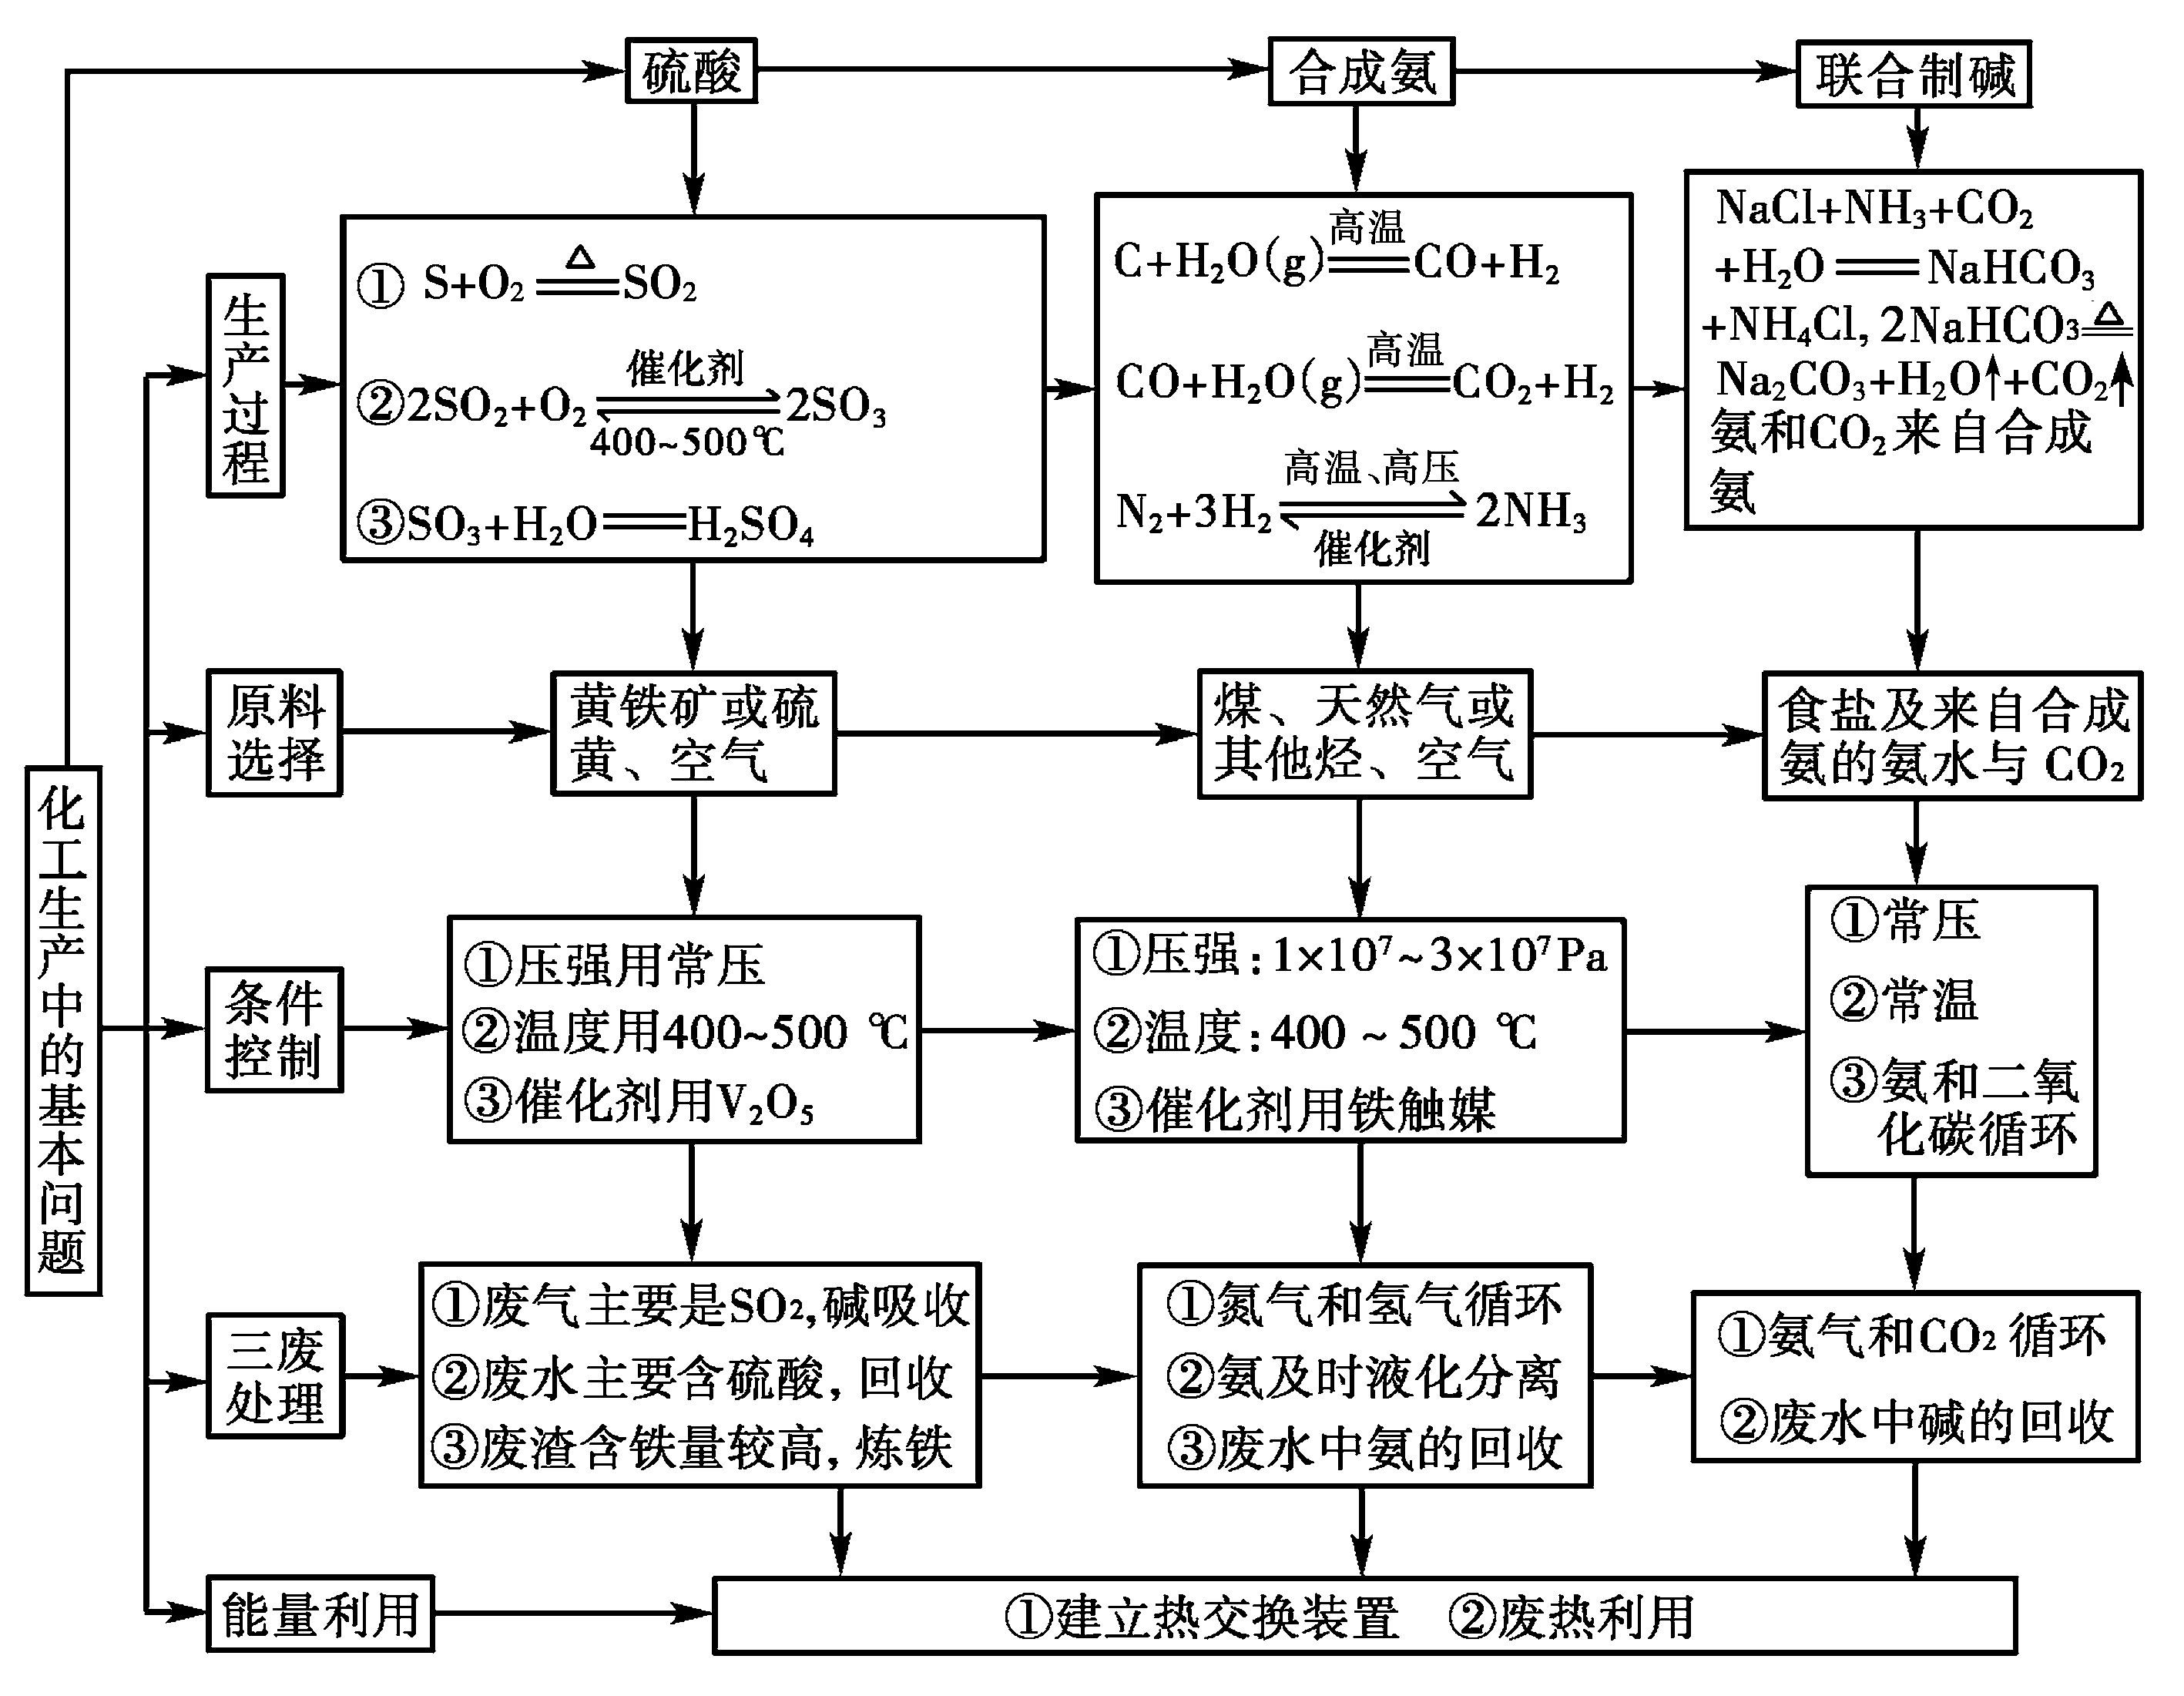 硫酸
合成氨
联合制碱
化工生产中的基本问题
生产过程
① S+O₂ ═△═ SO₂
催化剂
②2SO₂+O₂ ⇌ 2SO₃
400~500℃
③SO₃+H₂O══H₂SO₄
高温
C+H₂O(g)══CO+H₂
高温
CO+H₂O(g)══CO₂+H₂
高温、高压
N₂+3H₂ ⇌ 2NH₃
催化剂
NaCl+NH₃+CO₂
+H₂O══NaHCO₃
+NH₄Cl, 2NaHCO₃═△═
Na₂CO₃+H₂O↑+CO₂↑
氨和CO₂来自合成
氨
原料
选择
黄铁矿或硫
黄、空气
煤、天然气或
其他烃、空气
食盐及来自合成
氨的氨水与 CO₂
条件
控制
①压强用常压
②温度用400~500 ℃
③催化剂用V₂O₅
①压强:1×10⁷~3×10⁷Pa
②温度:400 ~ 500 ℃
③催化剂用铁触媒
①常压
②常温
③氨和二氧
化碳循环
三废
处理
①废气主要是SO₂,碱吸收
②废水主要含硫酸, 回收
③废渣含铁量较高, 炼铁
①氮气和氢气循环
②氨及时液化分离
③废水中氨的回收
①氨气和CO₂ 循环
②废水中碱的回收
能量利用
①建立热交换装置 ②废热利用